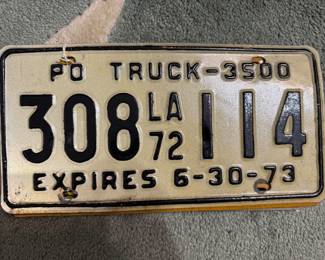 PO TRUCK-3500
308 LA 72 114
EXPIRES 6-30-73